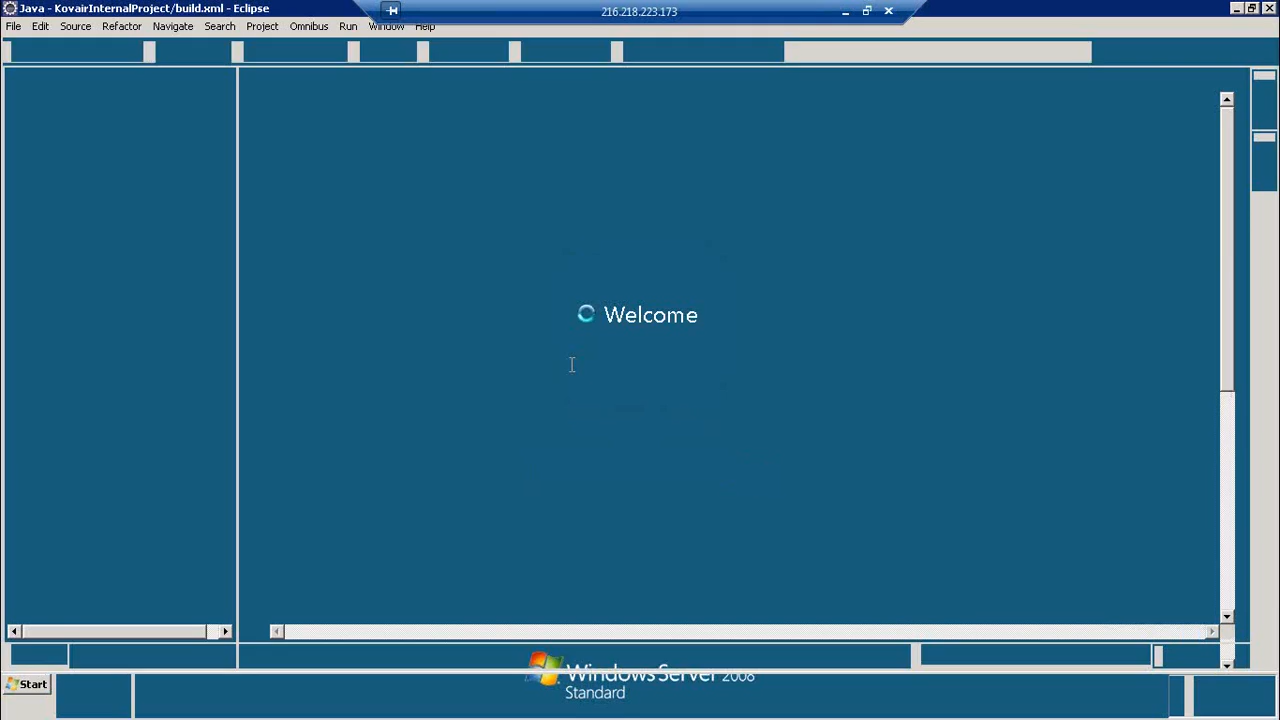 Java - KovairInternalProject/build.xml - Eclipse
216.218.223.173
File Edit Source Refactor Navigate Search Project Omnibus Run Window Help
Welcome
Windows Server 2008
Standard
Start